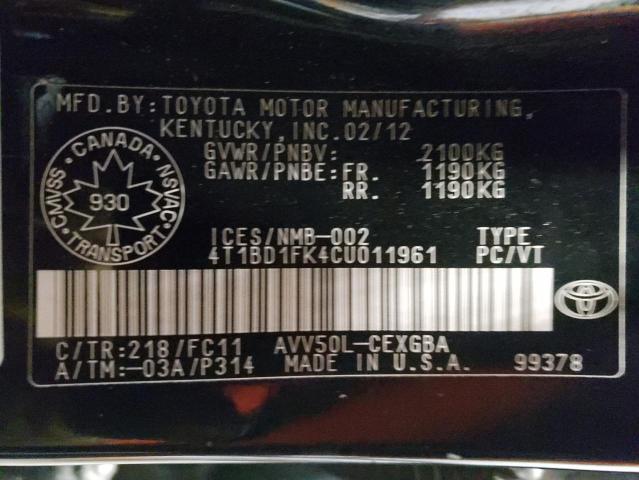 MFD.BY:TOYOTA MOTOR MANUFACTURING,
KENTUCKY,INC.02/12
GVWR/PNBV: 2100KG
GAWR/PNBE:FR. 1190KG
RR. 1190KG
CANADA
CMVSS
NSVAC
930
TRANSPORT
ICES/NMB-002 TYPE
4T1BD1FK4CU011961 PC/VT
C/TR:218/FC11 AVV50L-CEXGBA
A/TM:-03A/P314 MADE IN U.S.A. 99378